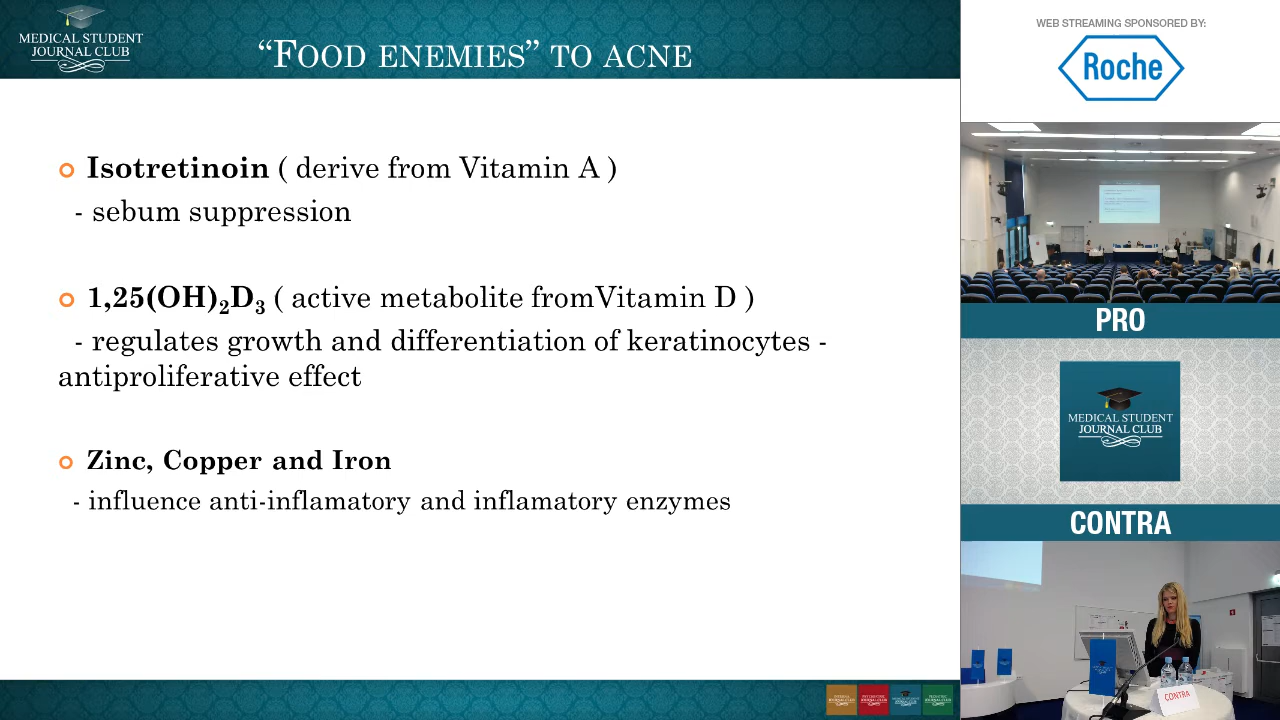 MEDICAL STUDENT
JOURNAL CLUB
“FOOD ENEMIES” TO ACNE
Isotretinoin ( derive from Vitamin A )
- sebum suppression
1,25(OH)₂D₃ ( active metabolite fromVitamin D )
- regulates growth and differentiation of keratinocytes -
antiproliferative effect
Zinc, Copper and Iron
- influence anti-inflamatory and inflamatory enzymes
WEB STREAMING SPONSORED BY:
Roche
PRO
MEDICAL STUDENT
JOURNAL CLUB
CONTRA
CONTRA